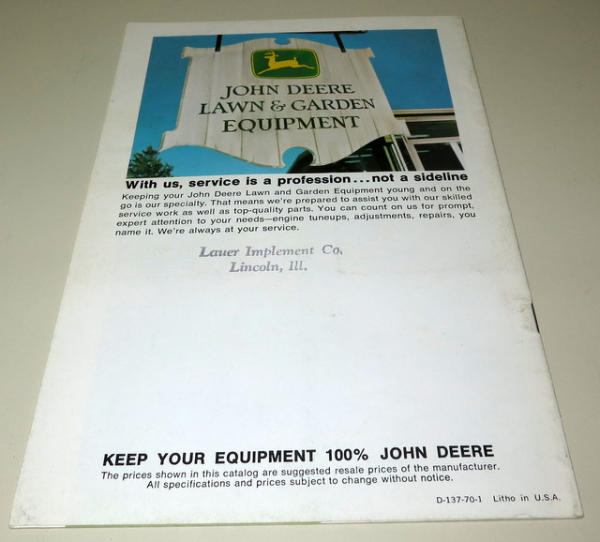 JOHN DEERE
LAWN & GARDEN
EQUIPMENT
With us, service is a profession...not a sideline
Keeping your John Deere Lawn and Garden Equipment young and on the
go is our specialty. That means we're prepared to assist you with our skilled
service work as well as top-quality parts. You can count on us for prompt,
expert attention to your needs—engine tuneups, adjustments, repairs, you
name it. We're always at your service.
Lauer Implement Co.
Lincoln, Ill.
KEEP YOUR EQUIPMENT 100% JOHN DEERE
The prices shown in this catalog are suggested resale prices of the manufacturer.
All specifications and prices subject to change without notice.
D-137-70-1 Litho in U.S.A.